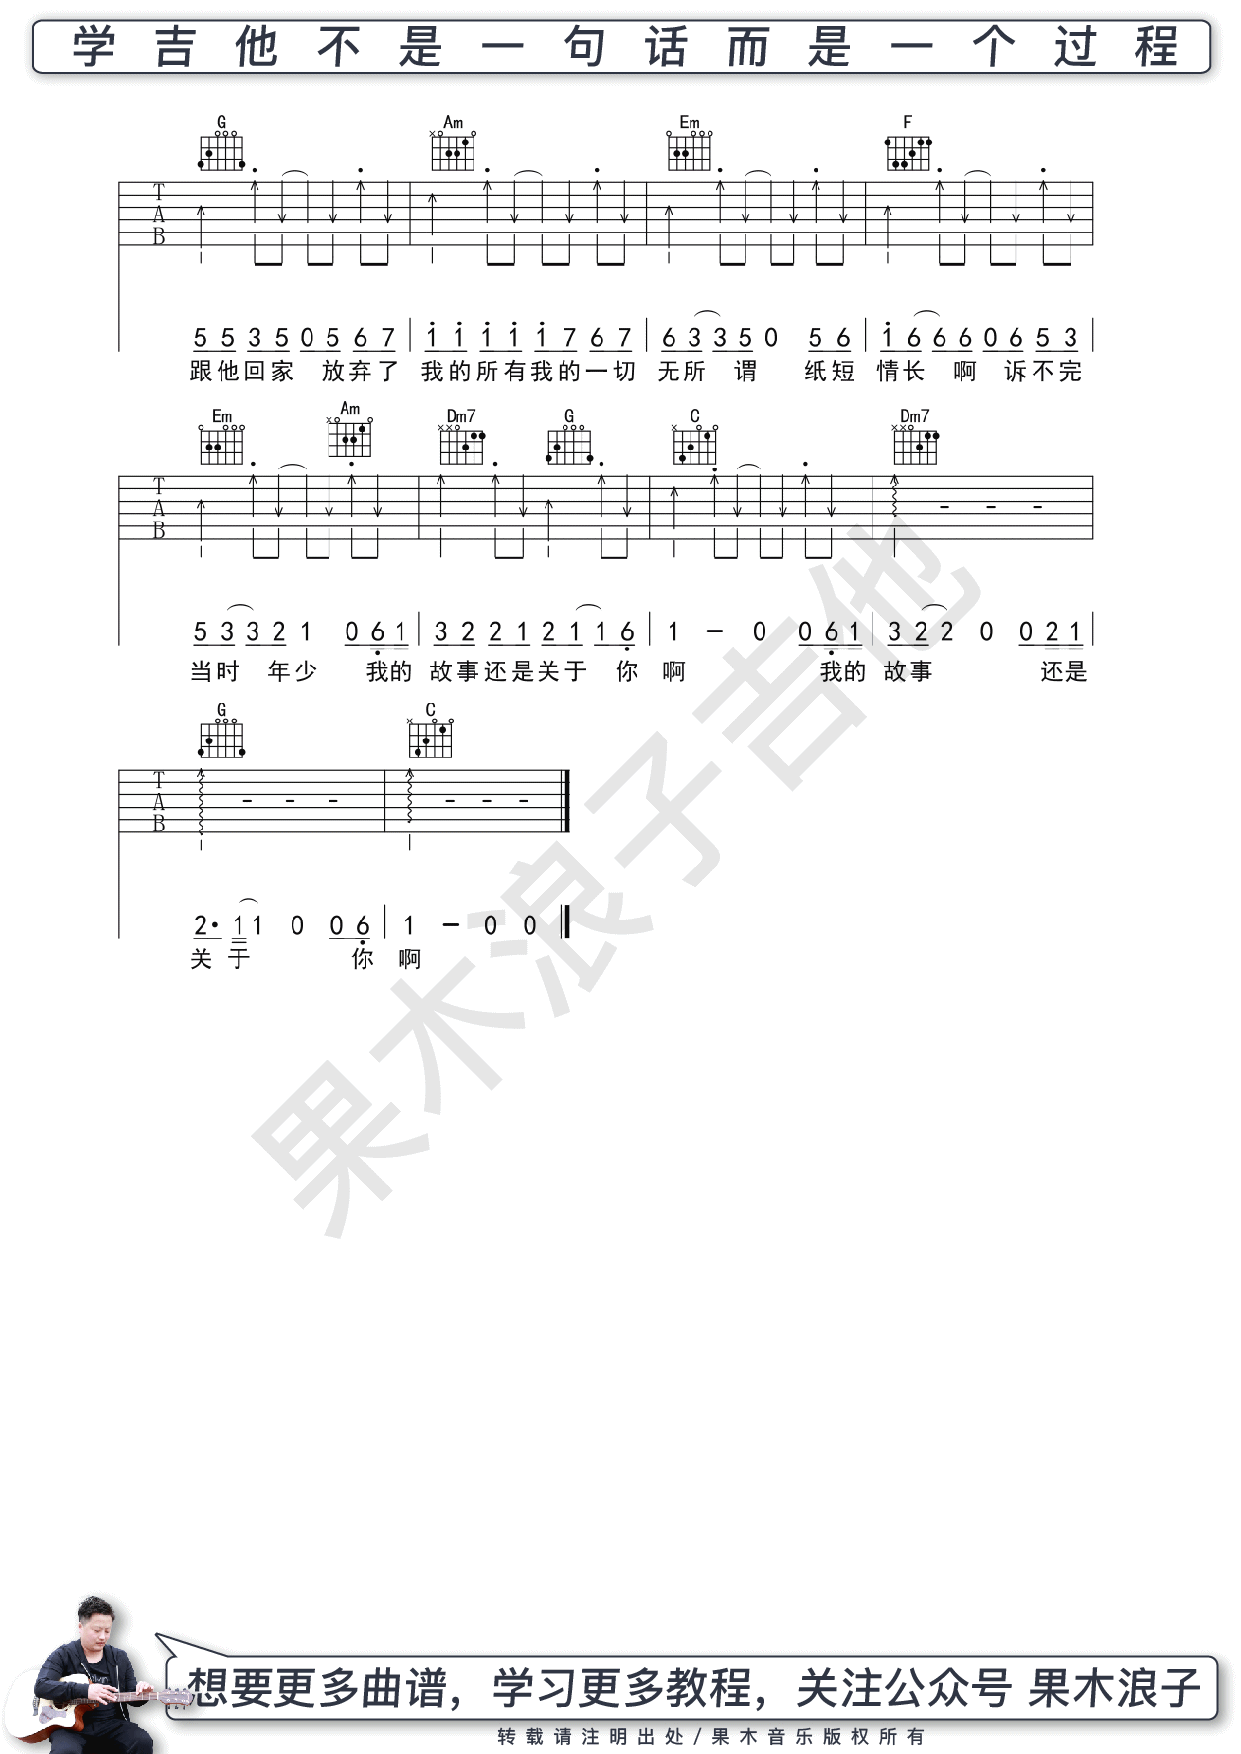 学吉他不是一句话而是一个过程
G Am Em F
T
A
B
5 5 3 5 0 5 6 7 1 1 1 1 1 7 6 7 6 3 3 5 0 5 6 1 6 6 6 0 6 5 3
跟他回家 放弃了 我的所有我的一切 无所 谓 纸短 情长 啊 诉不完
Em Am Dm7 G C Dm7
T
A
B
5 3 3 2 1 0 6 1 3 2 2 1 2 1 1 6 1 - 0 0 6 1 3 2 2 0 0 2 1
当时 年少 我的 故事还是关于 你 啊 我的 故事 还是
G C
T
A
B
2· 1 1 0 0 6 1 - 0 0
关于 你 啊
果木浪子吉他
想要更多曲谱，学习更多教程，关注公众号 果木浪子
转载请注明出处/果木音乐版权所有